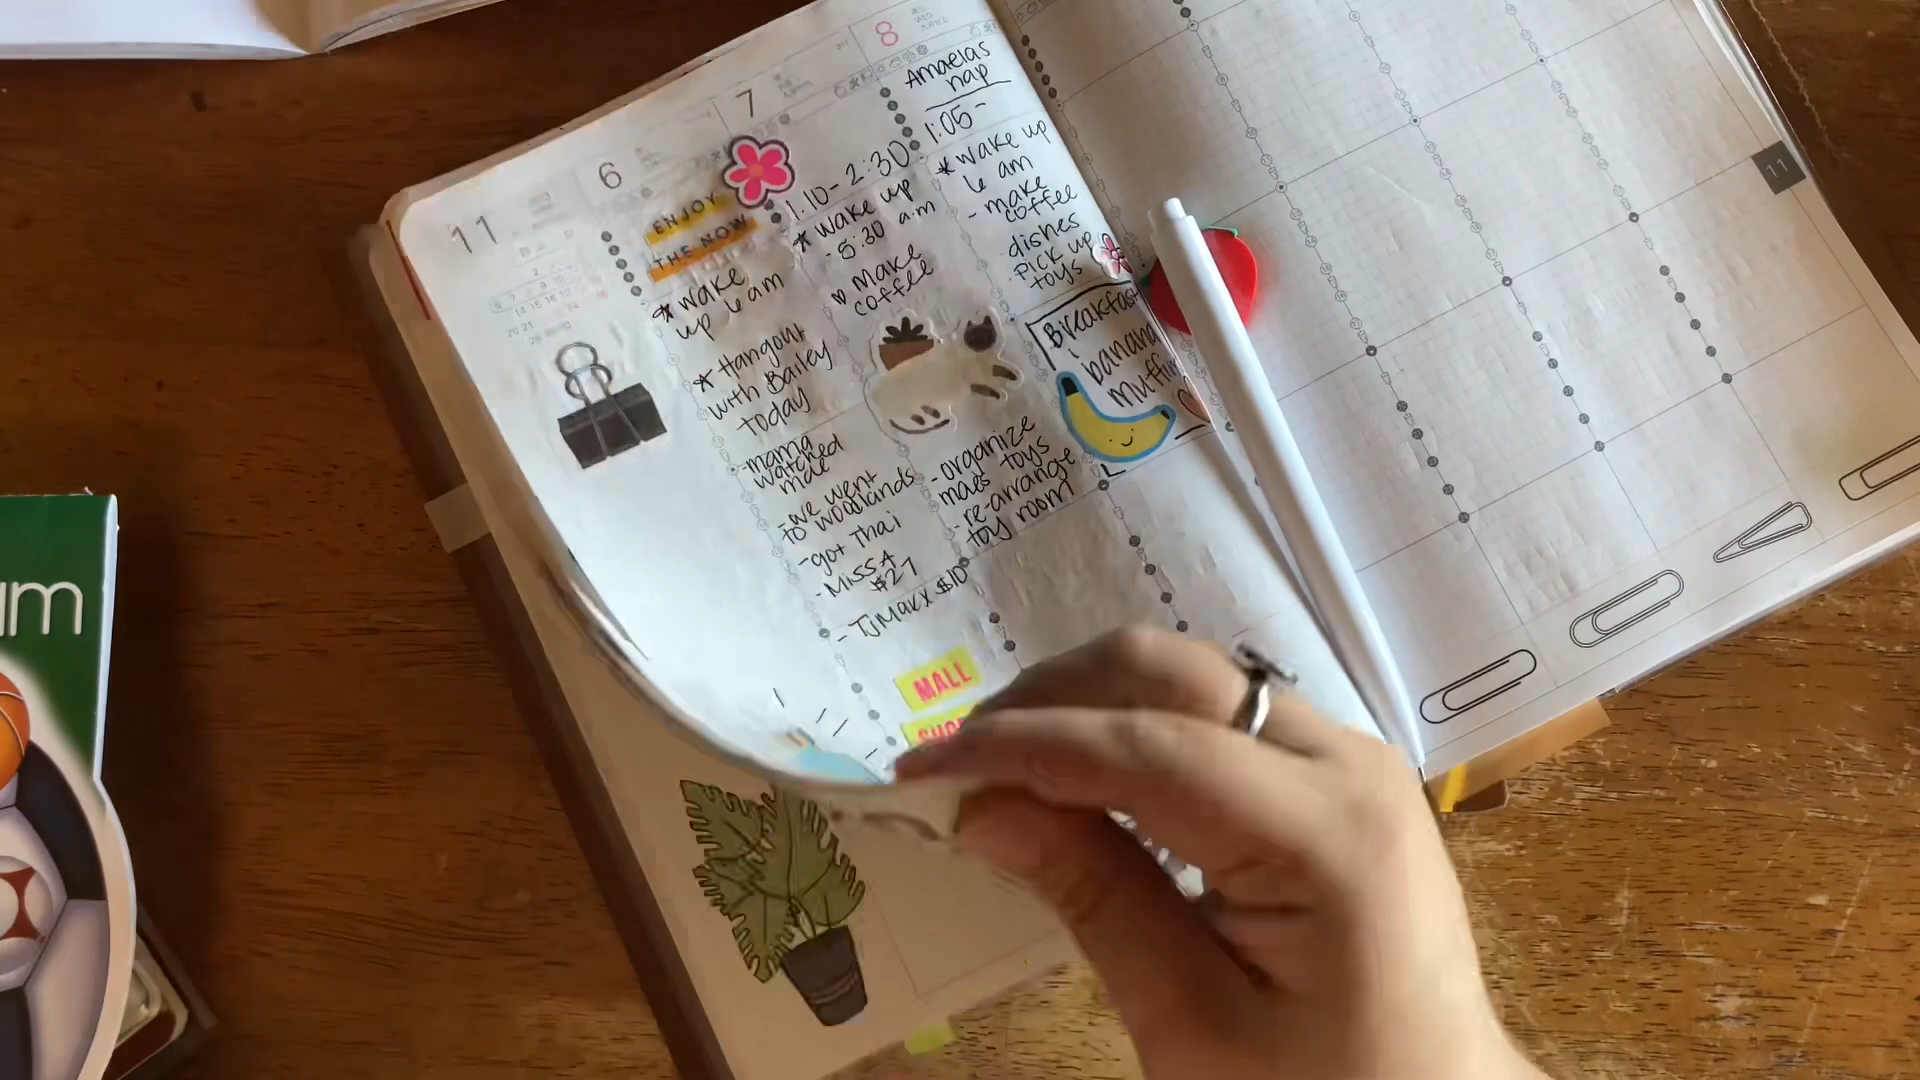 11
6
ENJOY
THE NOW
* wake
up 6 am
* Hangout
with Bailey
today
- mama
watched
mae
- we went
to woodlands
- got Thai
- Miss A
$27
- TJ Maxx $10
MALL
7
1:10 - 2:30
* wake up
- 5:30 a.m
♡ Make
coffee
- organize
maes toys
- re-arrange
toy room
8
Amaelas
nap
1:05 -
* wake up
6 am
- make
coffee
dishes
Pick up
toys
Breakfast
banana
11
um